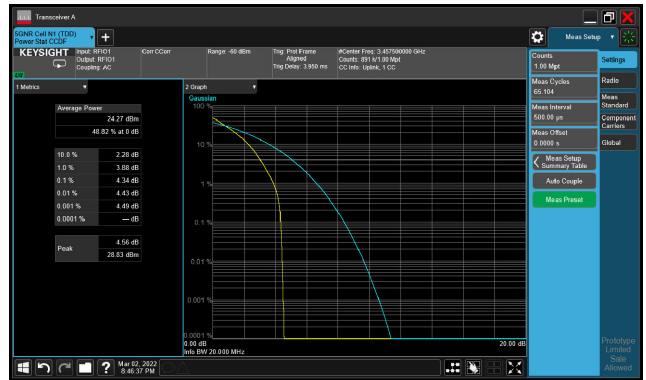 Transceiver A
5GNR Cell N1 (TDD)
Power Stat CCDF
Meas Setup
KEYSIGHT
Input: RFIO1
Output: RFIO1
Coupling: AC
Corr CCorr
Range: -60 dBm
Trig: Prot Frame
Aligned
Trig Delay: 3.950 ms
#Center Freq: 3.457500000 GHz
Counts: 891 k/1.00 Mpt
CC Info: Uplink, 1 CC
1 Metrics
Average Power
24.27 dBm
48.82 % at 0 dB
10.0 % 2.28 dB
1.0 % 3.88 dB
0.1 % 4.34 dB
0.01 % 4.43 dB
0.001 % 4.49 dB
0.0001 % — dB
Peak
4.56 dB
28.83 dBm
2 Graph
Gaussian
100 %
10 %
1 %
0.1 %
0.01 %
0.001 %
0.0001 %
0.00 dB
20.00 dB
Info BW 20.000 MHz
Counts
1.00 Mpt
Meas Cycles
65.104
Meas Interval
500.00 µs
Meas Offset
0.0000 s
Meas Setup
Summary Table
Auto Couple
Meas Preset
Settings
Radio
Meas
Standard
Component
Carriers
Global
Prototype
Limited
Sale
Allowed
?
Mar 02, 2022
8:46:37 PM